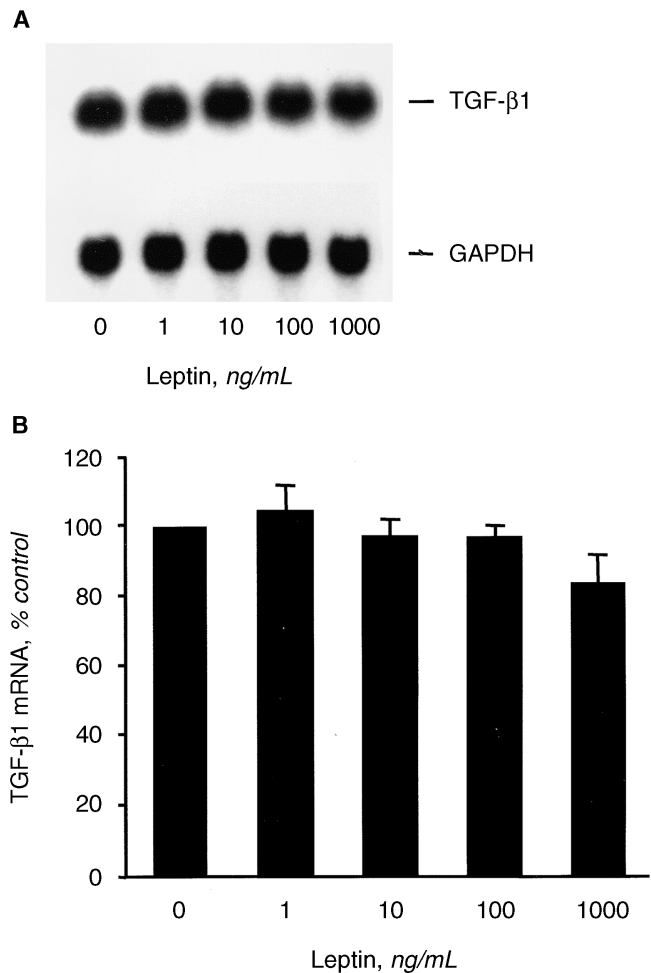 A
TGF-β1
GAPDH
0 1 10 100 1000
Leptin, ng/mL
B
120
100
80
60
40
20
0
TGF-β1 mRNA, % control
0 1 10 100 1000
Leptin, ng/mL